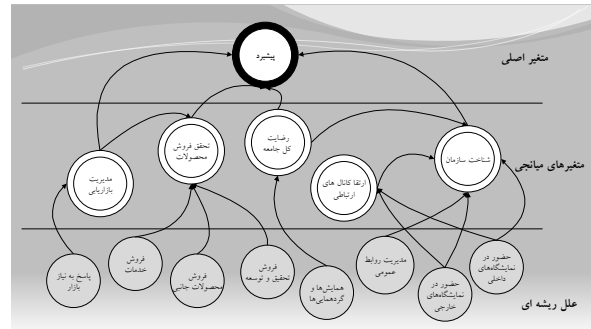 پیشبرد
متغیر اصلی
تحقق فروش
محصولات
رضایت
کل جامعه
شناخت سازمان
متغیرهای میانجی
مدیریت
بازاریابی
ارتقا کانال های
ارتباطی
پاسخ به نیاز
بازار
فروش
خدمات
فروش
محصولات جانبی
فروش
تحقیق و توسعه
همایش‌ها و
گردهمایی‌ها
مدیریت روابط
عمومی
حضور در
نمایشگاه‌های
خارجی
حضور در
نمایشگاه‌های
داخلی
علل ریشه ای